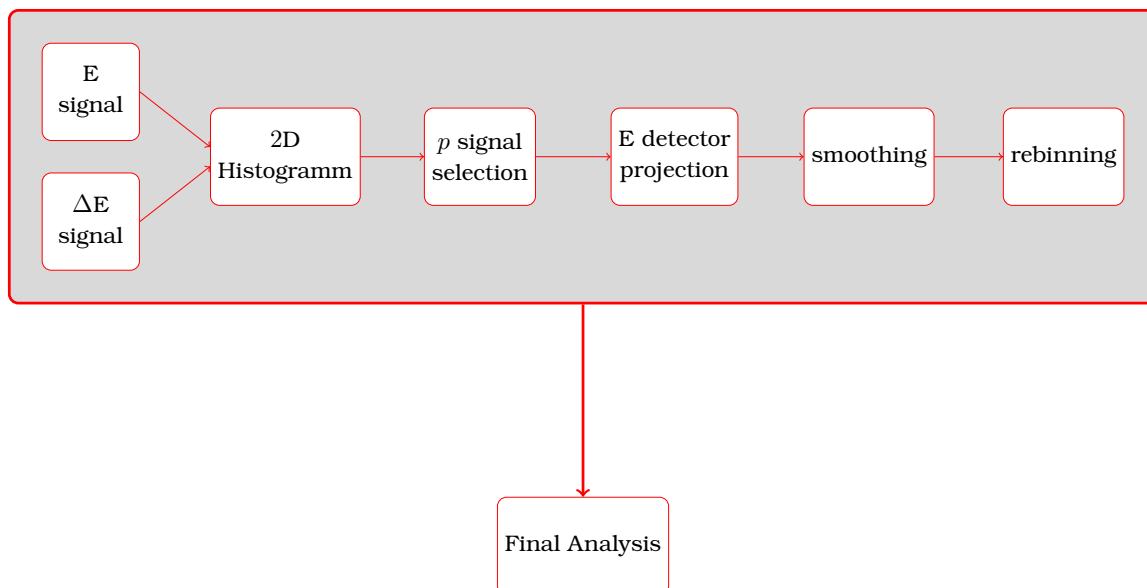 E
signal
ΔE
signal
2D
Histogramm
p signal
selection
E detector
projection
smoothing
rebinning
Final Analysis